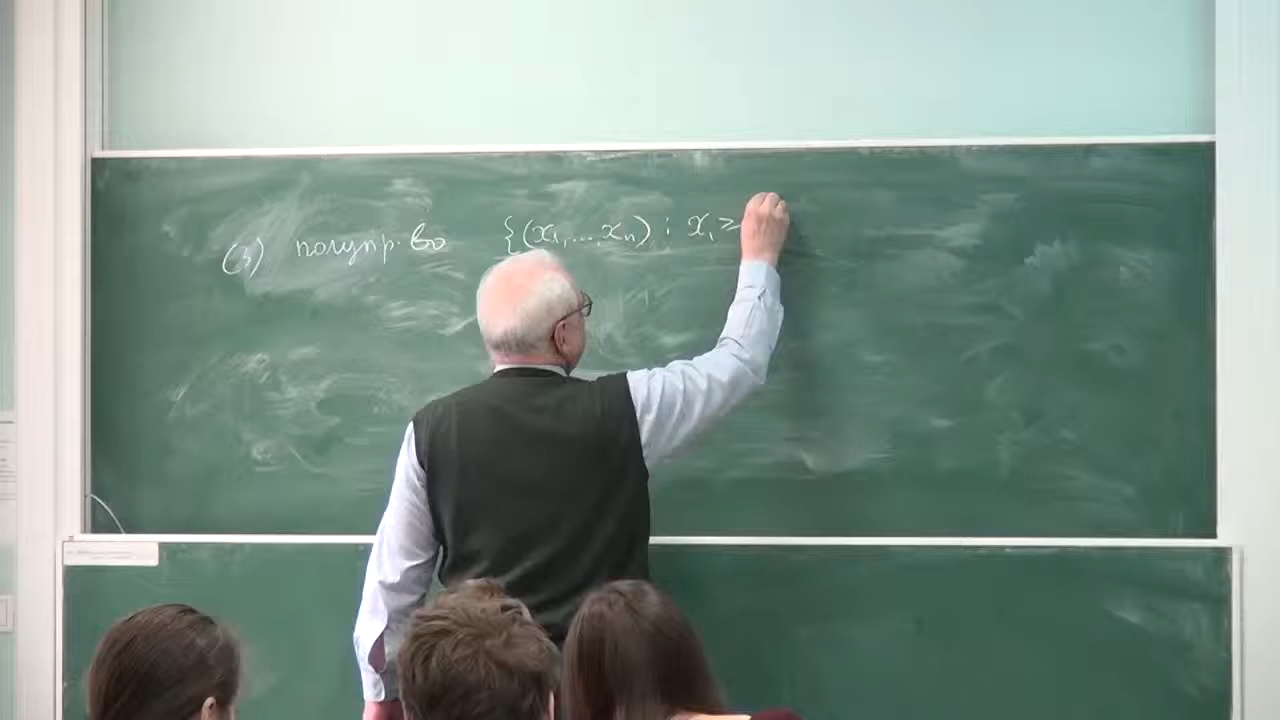 (3) полупр-во {(x₁,...,xₙ) : x₁ ≥